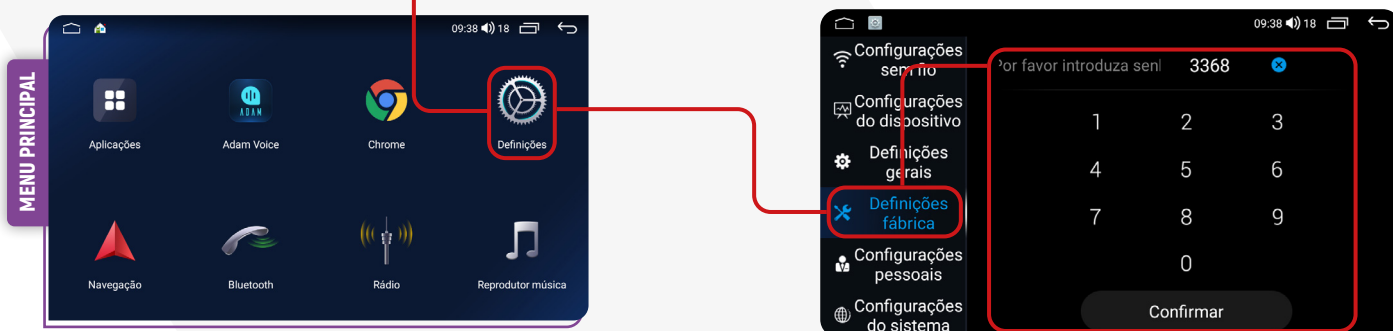 MENU PRINCIPAL
09:38 18
Aplicações
ADAM
Adam Voice
Chrome
Definições
Navegação
Bluetooth
Rádio
Reprodutor música
09:38 18
Configurações
sem fio
Configurações
do dispositivo
Definições
gerais
Definições
fábrica
Configurações
pessoais
Configurações
do sistema
Por favor introduza senl 3368
1 2 3
4 5 6
7 8 9
0
Confirmar